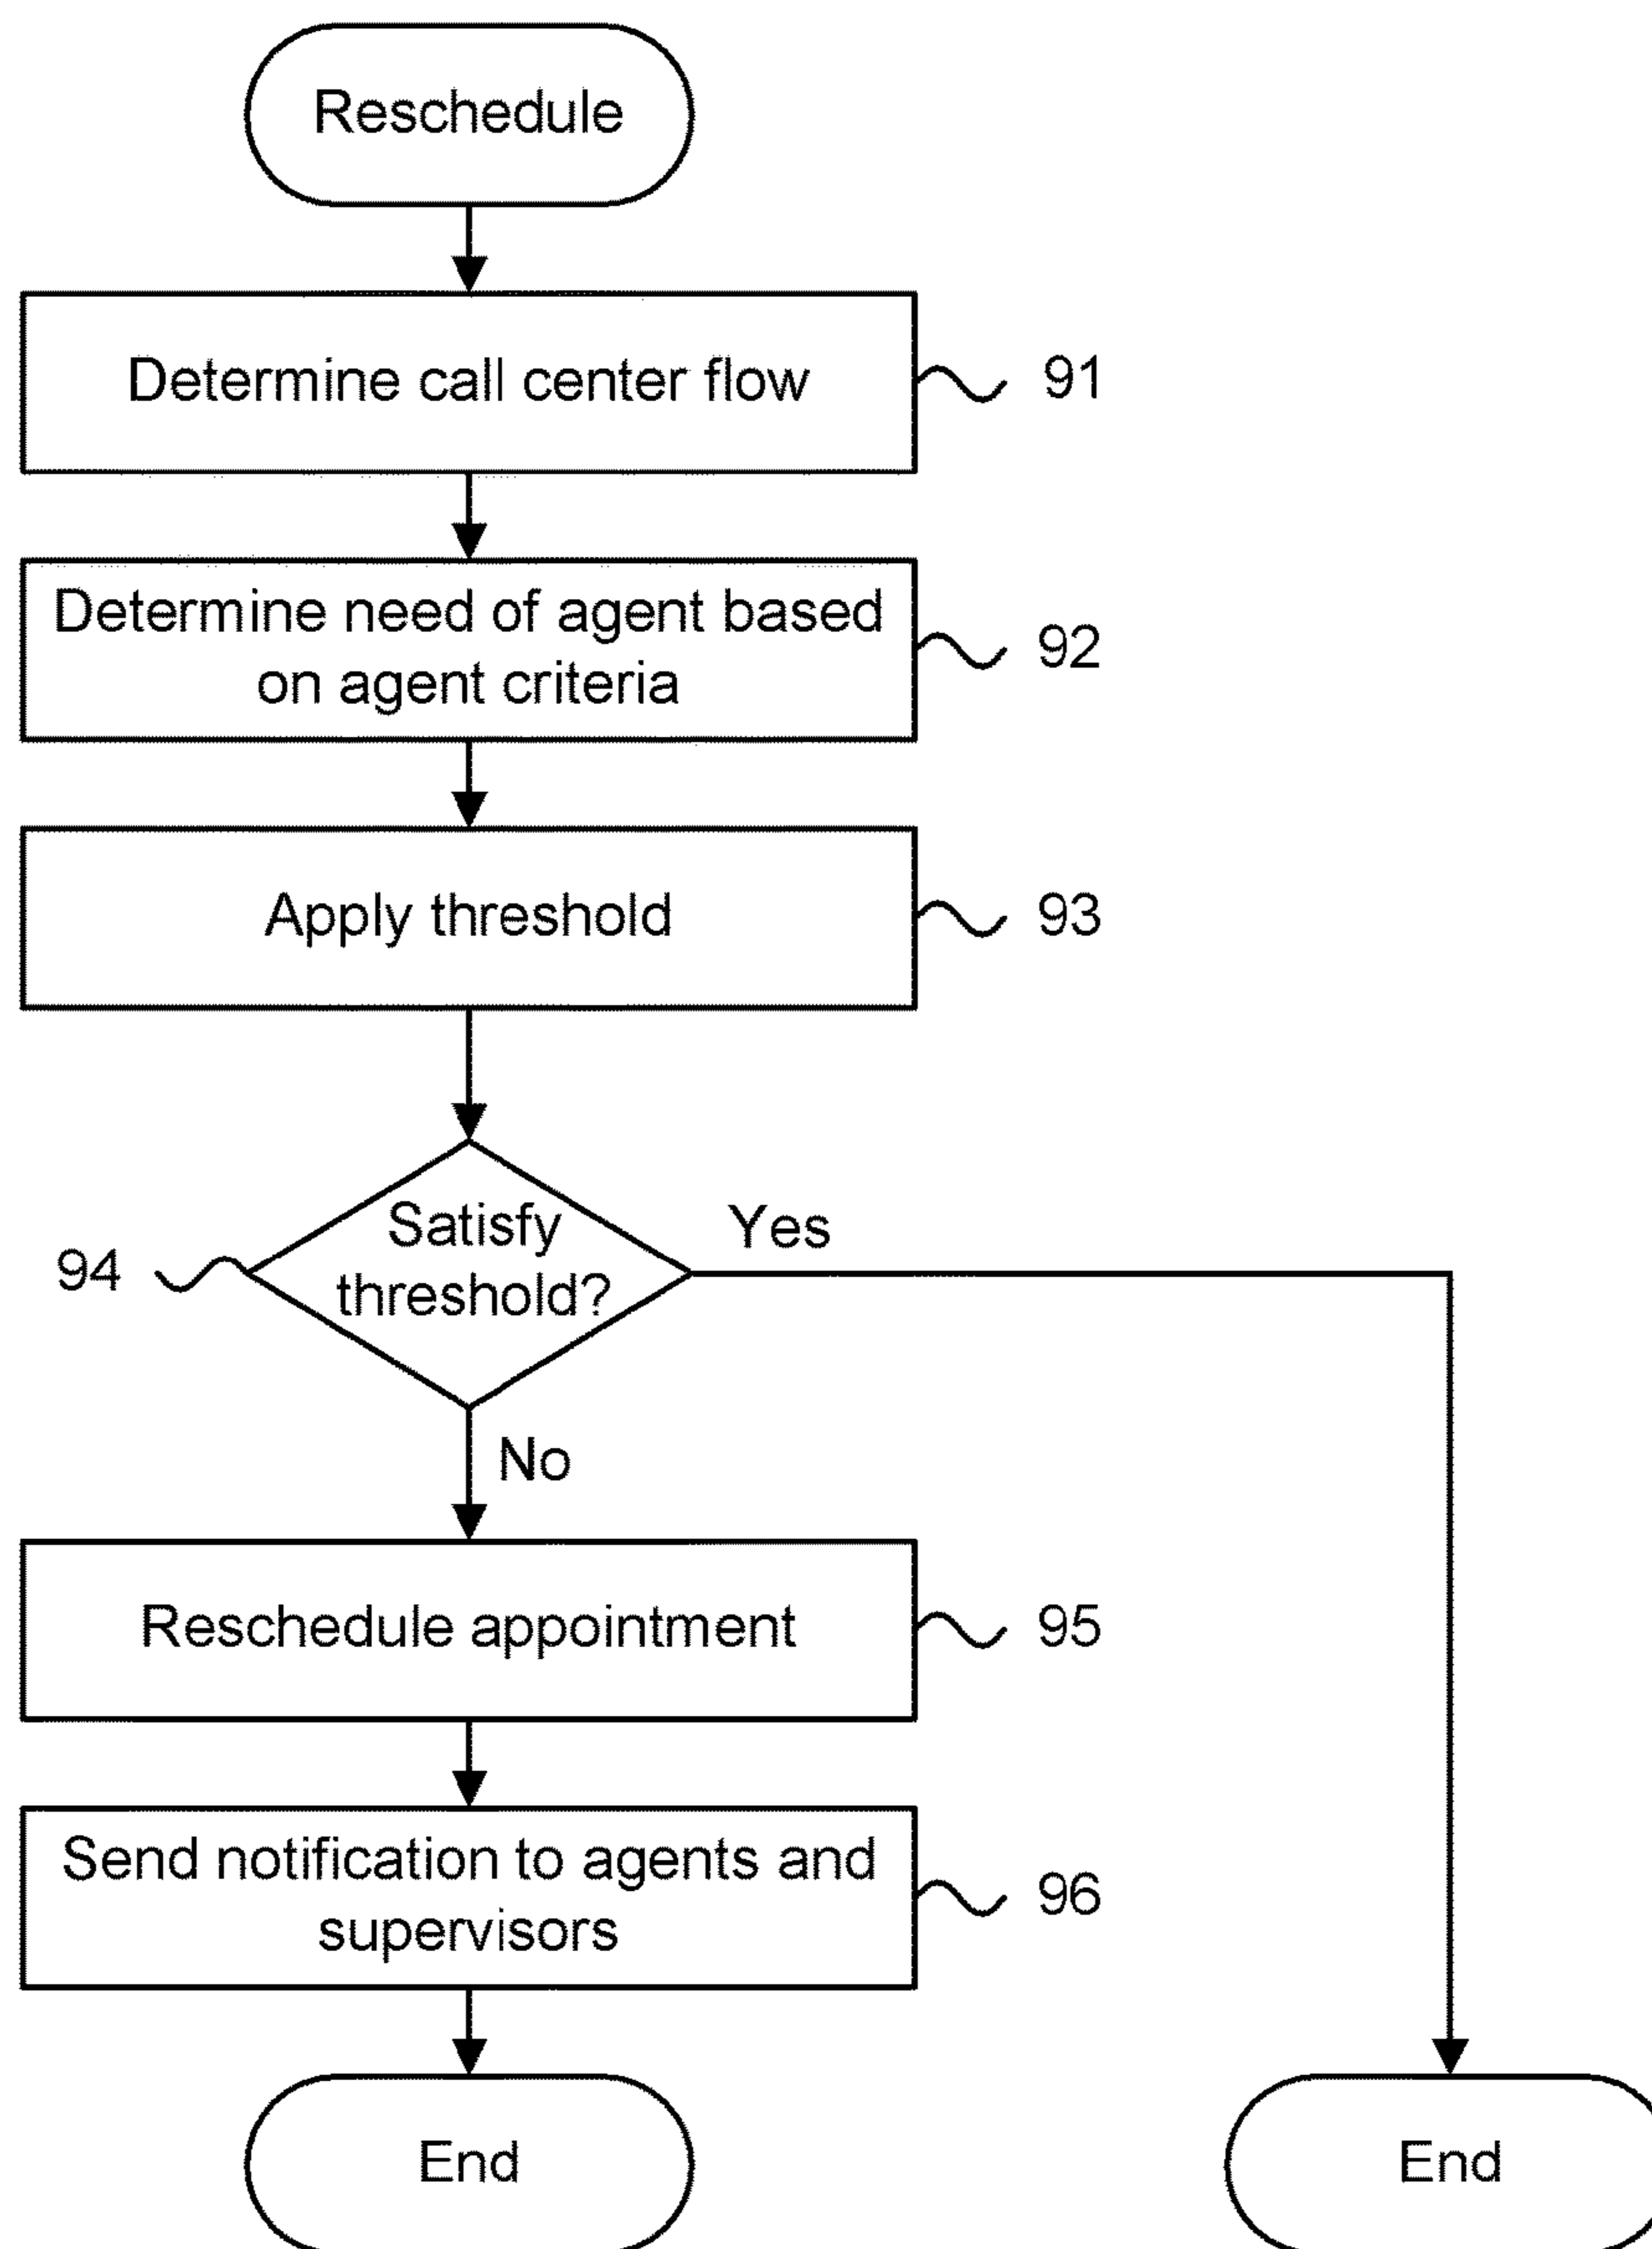 Reschedule
Determine call center flow
91
Determine need of agent based
on agent criteria
92
Apply threshold
93
Satisfy
threshold?
94
Yes
No
Reschedule appointment
95
Send notification to agents and
supervisors
96
End
End